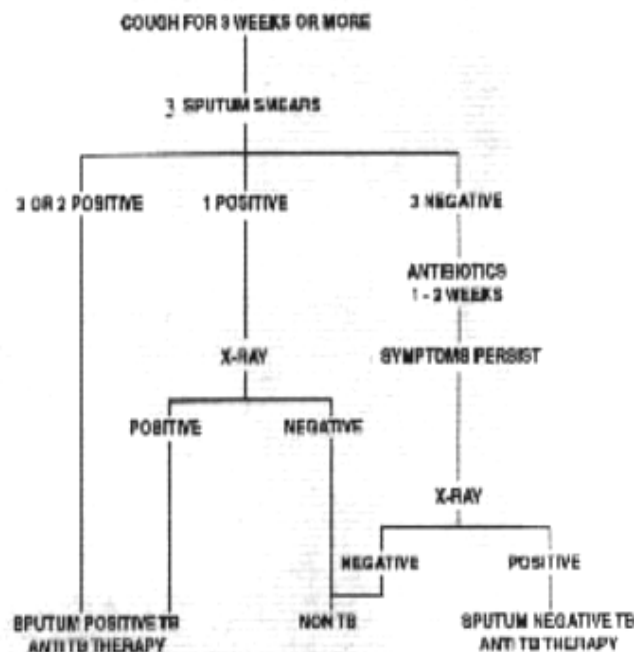 COUGH FOR 3 WEEKS OR MORE
3 SPUTUM SMEARS
3 OR 2 POSITIVE
1 POSITIVE
3 NEGATIVE
ANTIBIOTICS
1 - 2 WEEKS
X-RAY
SYMPTOMS PERSIST
POSITIVE
NEGATIVE
X-RAY
NEGATIVE
POSITIVE
SPUTUM POSITIVE TB
ANTI TB THERAPY
NON TB
SPUTUM NEGATIVE TB
ANTI TB THERAPY